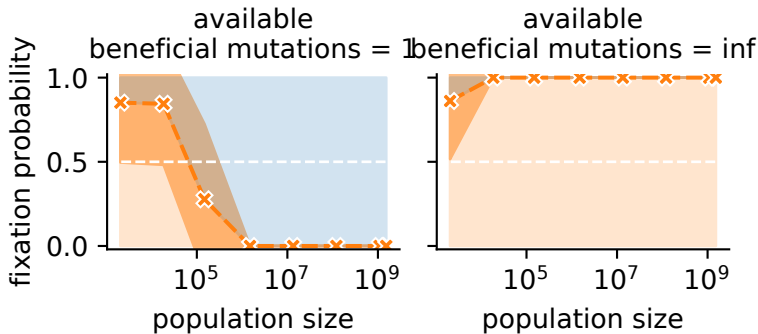 available
beneficial mutations = 1
available
beneficial mutations = inf
fixation probability
1.0
0.5
0.0
10^5
10^7
10^9
10^5
10^7
10^9
population size
population size